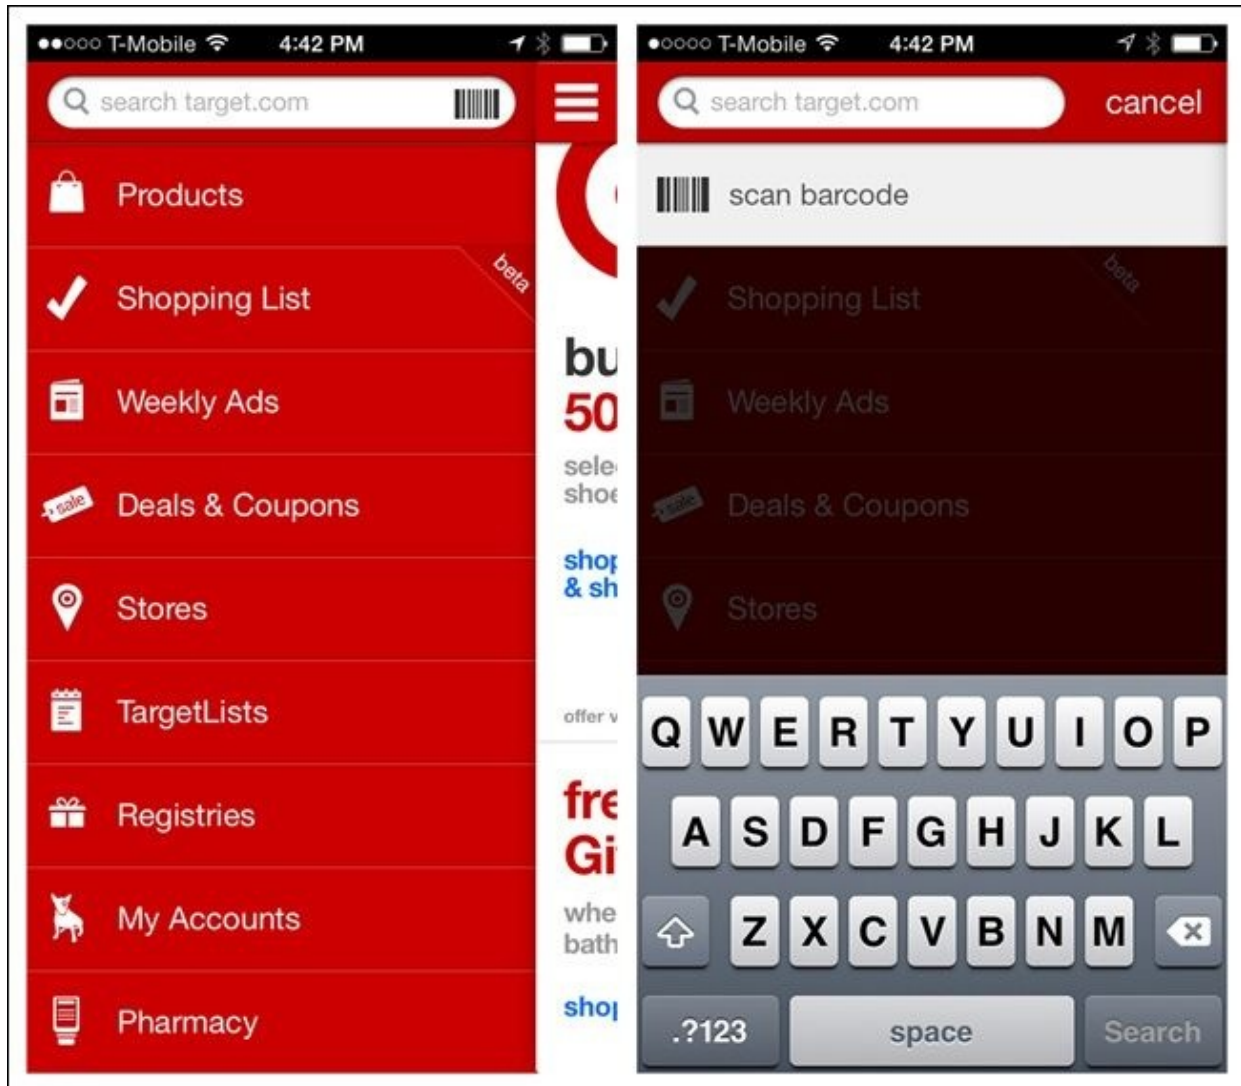 T-Mobile 4:42 PM
search target.com
Products
Shopping List
beta
Weekly Ads
Deals & Coupons
sale
Stores
TargetLists
Registries
My Accounts
Pharmacy
bu
50
sele
shoe
shop
& sh
offer v
fre
Gi
whe
bath
shop
T-Mobile 4:42 PM
search target.com cancel
scan barcode
Shopping List
beta
Weekly Ads
sale
Deals & Coupons
Stores
Q W E R T Y U I O P
A S D F G H J K L
Z X C V B N M
.?123 space Search